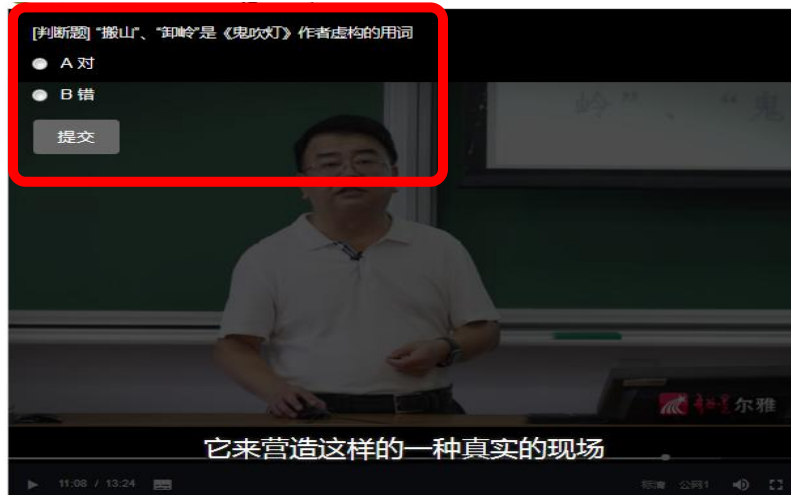 [判断题] “搬山”、“卸岭”是《鬼吹灯》作者虚构的用词
A 对
B 错
提交
岭”、“鬼
尔雅
它来营造这样的一种真实的现场
11:08 / 13:24
标清 公网1